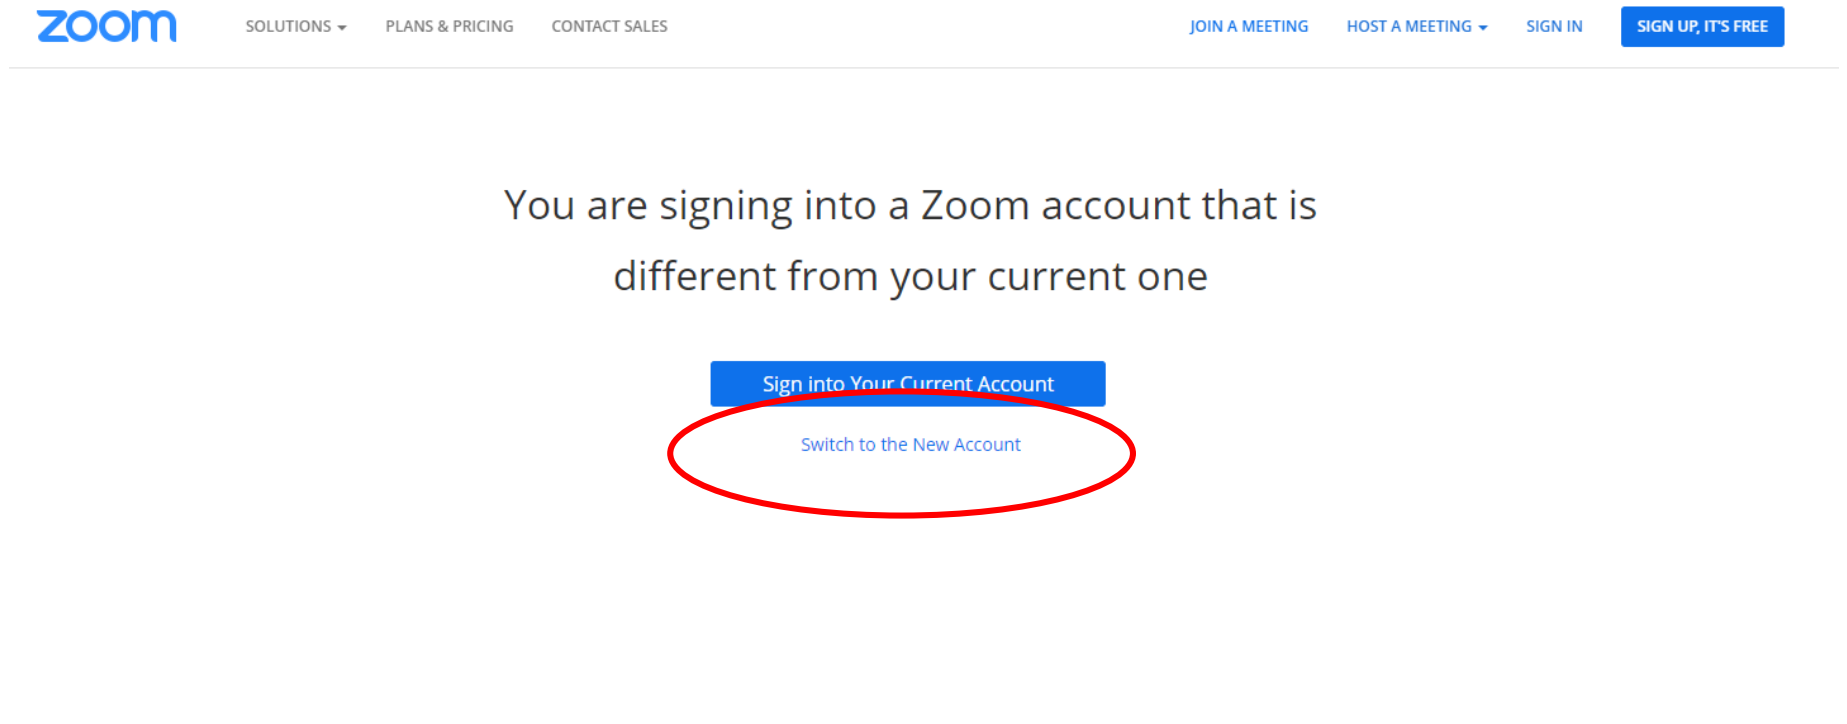 zoom SOLUTIONS PLANS & PRICING CONTACT SALES JOIN A MEETING HOST A MEETING SIGN IN SIGN UP, IT'S FREE
You are signing into a Zoom account that is
different from your current one
Sign into Your Current Account
Switch to the New Account